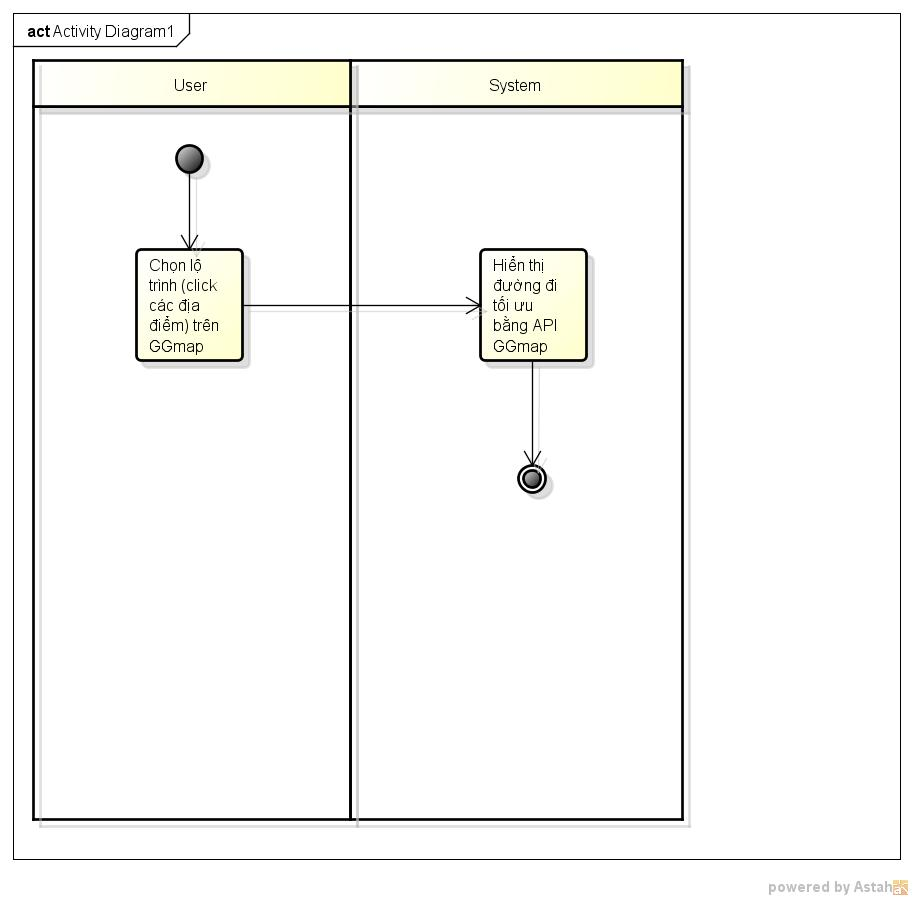 act Activity Diagram1
User
System
Chọn lộ
trình (click
các địa
điểm) trên
GGmap
Hiển thị
đường đi
tối ưu
bằng API
GGmap
powered by Astah